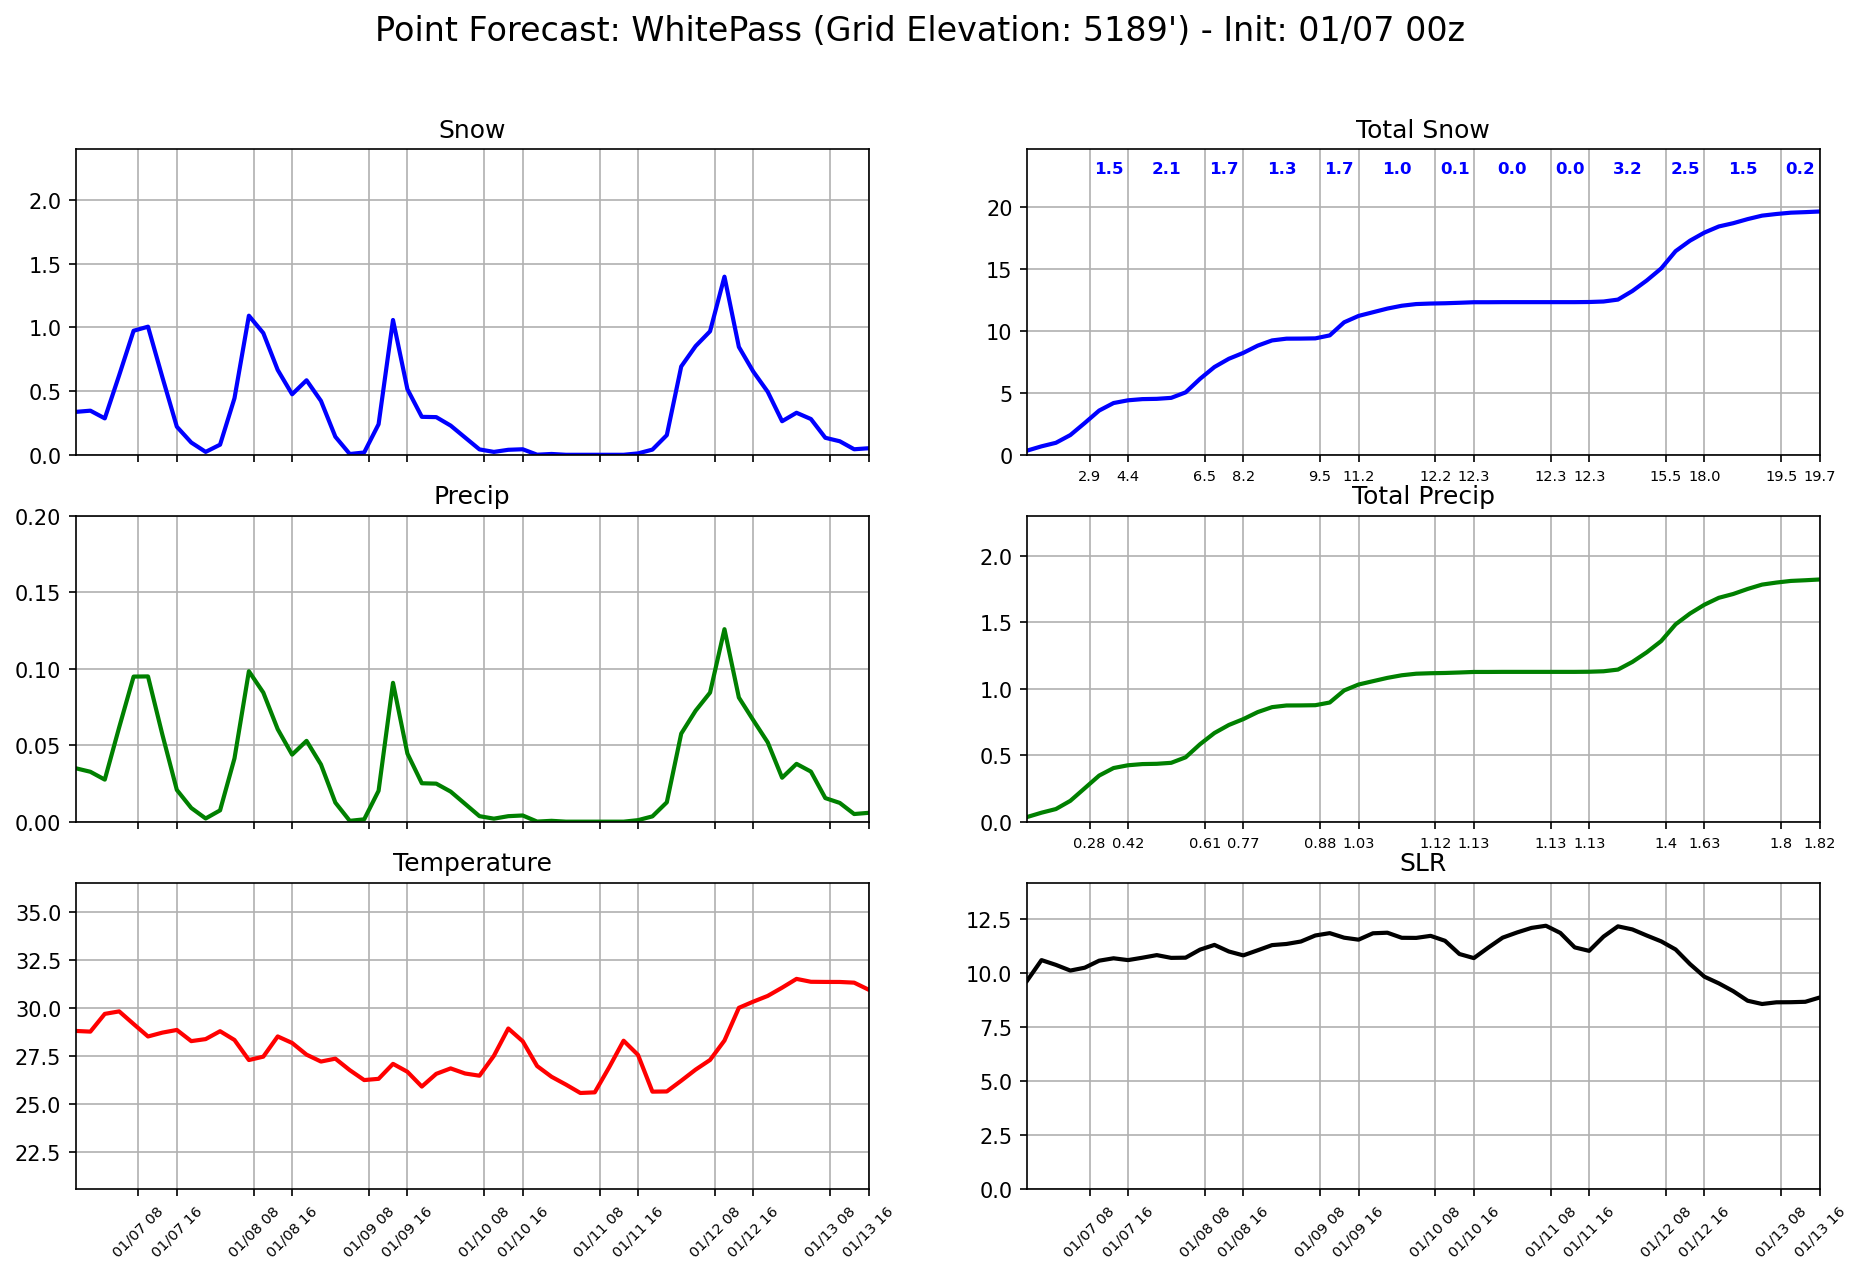 Point Forecast: WhitePass (Grid Elevation: 5189') - Init: 01/07 00z
Snow
2.0
1.5
1.0
0.5
0.0
Total Snow
1.5 2.1 1.7 1.3 1.7 1.0 0.1 0.0 0.0 3.2 2.5 1.5 0.2
20
15
10
5
0
2.9 4.4 6.5 8.2 9.5 11.2 12.2 12.3 12.3 12.3 15.5 18.0 19.5 19.7
Precip
0.20
0.15
0.10
0.05
0.00
Total Precip
2.0
1.5
1.0
0.5
0.0
0.28 0.42 0.61 0.77 0.88 1.03 1.12 1.13 1.13 1.13 1.4 1.63 1.8 1.82
Temperature
35.0
32.5
30.0
27.5
25.0
22.5
01/07 08 01/07 16 01/08 08 01/08 16 01/09 08 01/09 16 01/10 08 01/10 16 01/11 08 01/11 16 01/12 08 01/12 16 01/13 08 01/13 16
SLR
12.5
10.0
7.5
5.0
2.5
0.0
01/07 08 01/07 16 01/08 08 01/08 16 01/09 08 01/09 16 01/10 08 01/10 16 01/11 08 01/11 16 01/12 08 01/12 16 01/13 08 01/13 16